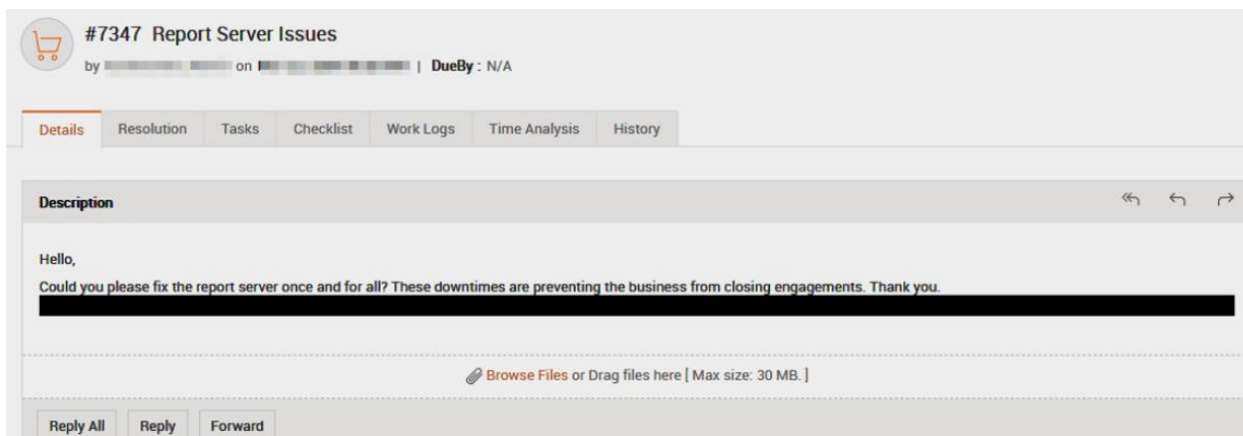 #7347 Report Server Issues
by on | DueBy : N/A
Details Resolution Tasks Checklist Work Logs Time Analysis History
Description
Hello,
Could you please fix the report server once and for all? These downtimes are preventing the business from closing engagements. Thank you.
Browse Files or Drag files here [ Max size: 30 MB. ]
Reply All Reply Forward